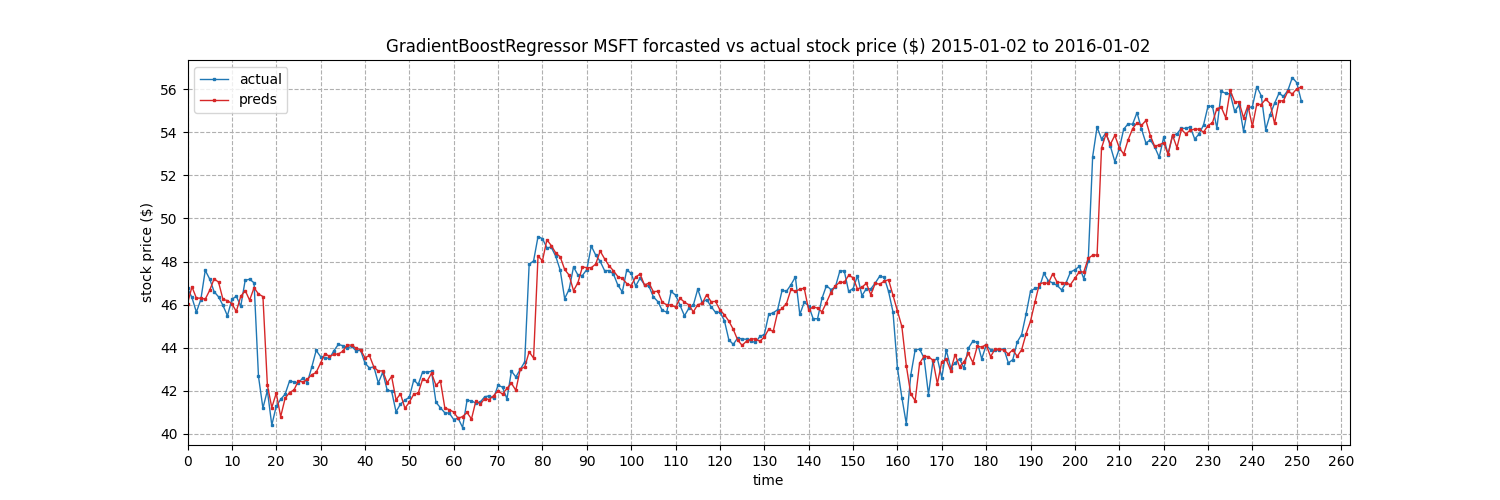 GradientBoostRegressor MSFT forcasted vs actual stock price ($) 2015-01-02 to 2016-01-02
actual
preds
stock price ($)
56
54
52
50
48
46
44
42
40
0 10 20 30 40 50 60 70 80 90 100 110 120 130 140 150 160 170 180 190 200 210 220 230 240 250 260
time